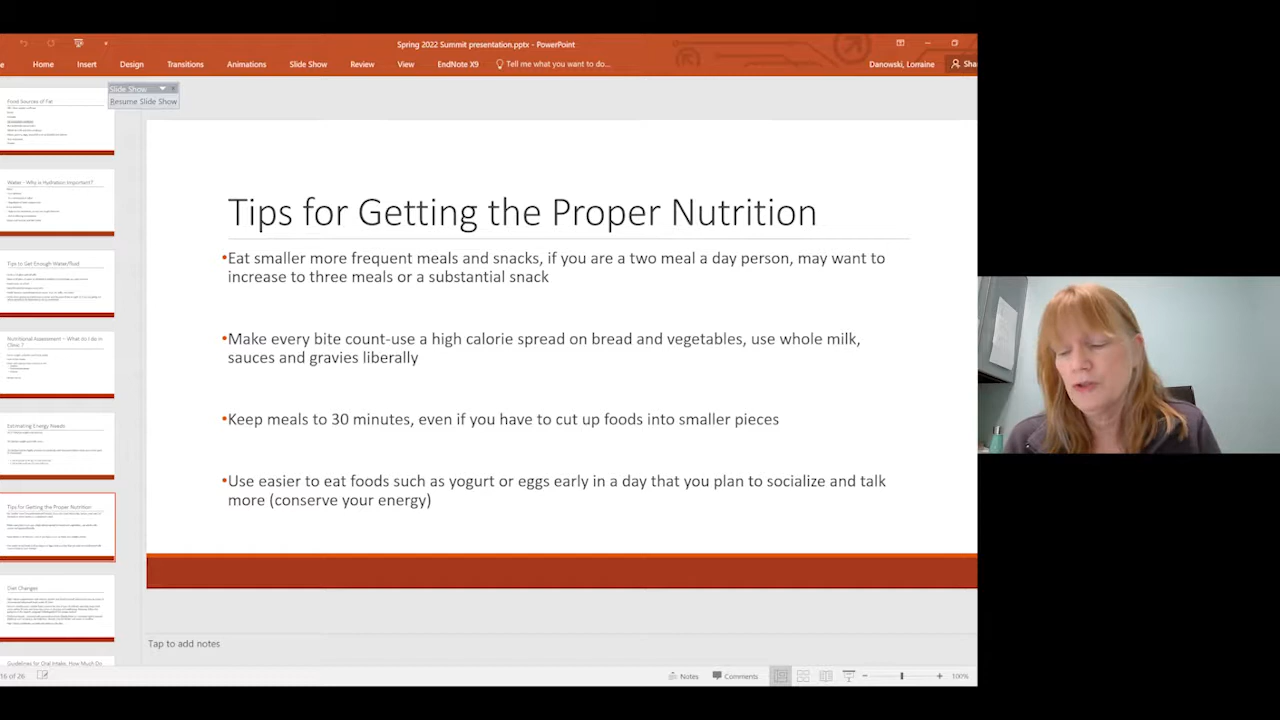 Spring 2022 Summit presentation.pptx - PowerPoint
Home Insert Design Transitions Animations Slide Show Review View EndNote X9 Tell me what you want to do... Danowski, Lorraine Sha
Slide Show
Resume Slide Show
Food Sources of Fat
Water - Why is Hydration Important?
Tips to Get Enough Water/fluid
Nutritional Assessment – What do I do in
Clinic ?
Estimating Energy Needs
Tips for Getting the Proper Nutrition
Diet Changes
Guidelines for Oral Intake, How Much Do
Tips for Getting the Proper Nutrition
•Eat smaller more frequent meals and snacks, if you are a two meal a day person, may want to
increase to three meals or a substantial snack
•Make every bite count-use a high calorie spread on bread and vegetables, use whole milk,
sauces and gravies liberally
•Keep meals to 30 minutes, even if you have to cut up foods into smaller pieces
•Use easier to eat foods such as yogurt or eggs early in a day that you plan to socialize and talk
more (conserve your energy)
Tap to add notes
16 of 26 Notes Comments 100%